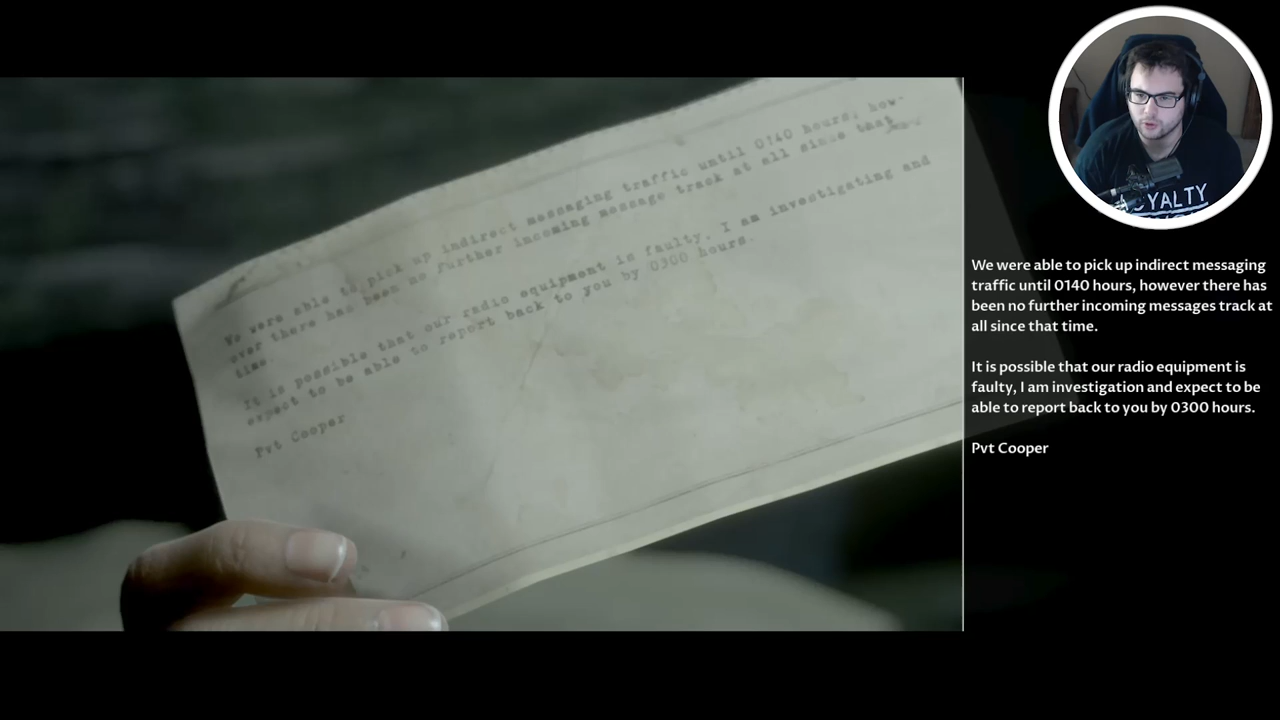 We were able to pick up indirect messaging traffic until 0140 hours, how-
ever there has been no further incoming message track at all since that
time.
It is possible that our radio equipment is faulty. I am investigating and
expect to be able to report back to you by 0300 hours.
Pvt Cooper
LOYALTY
We were able to pick up indirect messaging
traffic until 0140 hours, however there has
been no further incoming messages track at
all since that time.
It is possible that our radio equipment is
faulty, I am investigation and expect to be
able to report back to you by 0300 hours.
Pvt Cooper